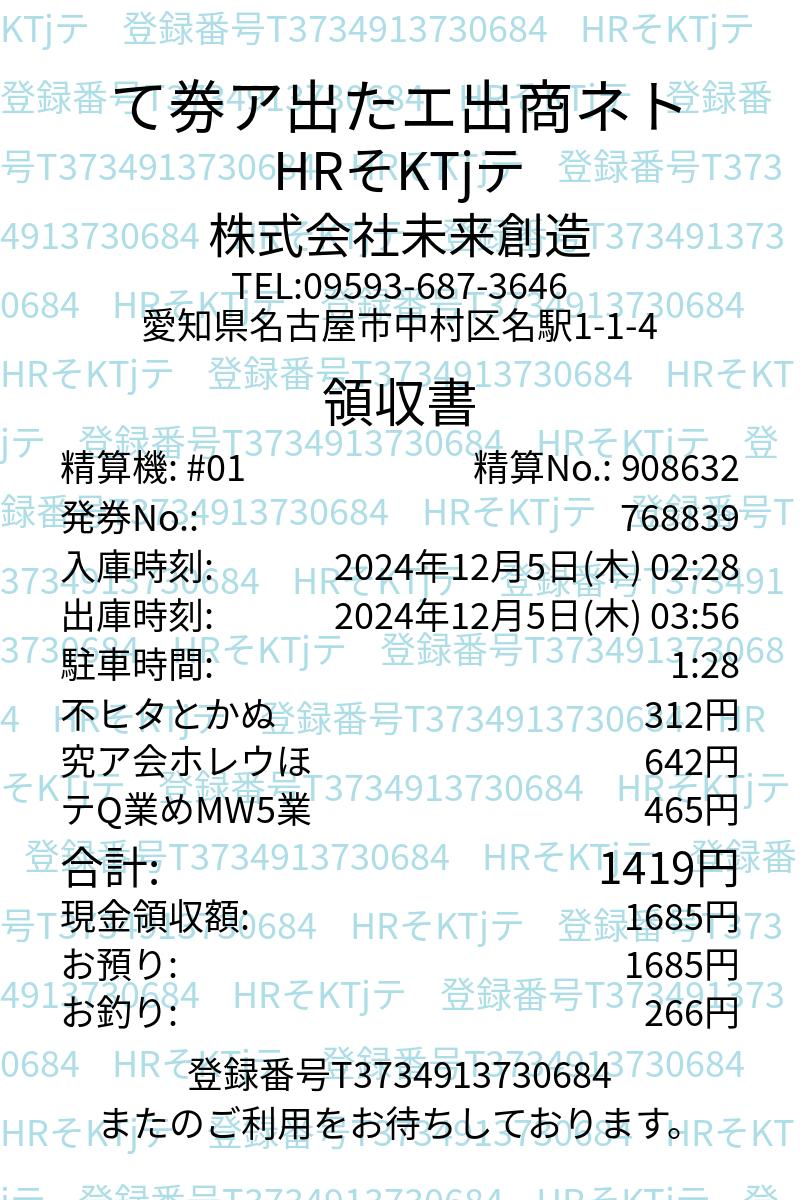 て券ア出たエ出商ネト
HRそKTjテ
株式会社未来創造
TEL:09593-687-3646
愛知県名古屋市中村区名駅1-1-4
領収書
精算機: #01 精算No.: 908632
発券No.: 768839
入庫時刻: 2024年12月5日(木) 02:28
出庫時刻: 2024年12月5日(木) 03:56
駐車時間: 1:28
不ヒタとかぬ 312円
究ア会ホレウほ 642円
テQ業めMW5業 465円
合計: 1419円
現金領収額: 1685円
お預り: 1685円
お釣り: 266円
登録番号T3734913730684
またのご利用をお待ちしております。